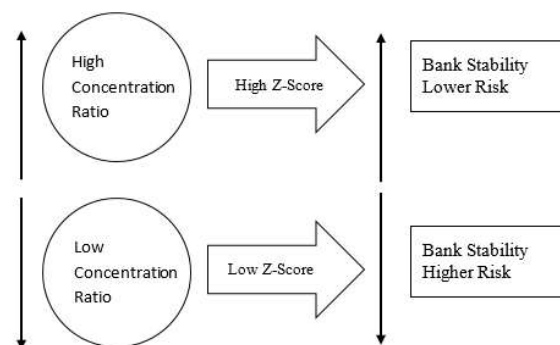 High
Concentration
Ratio
High Z-Score
Bank Stability
Lower Risk
Low
Concentration
Ratio
Low Z-Score
Bank Stability
Higher Risk